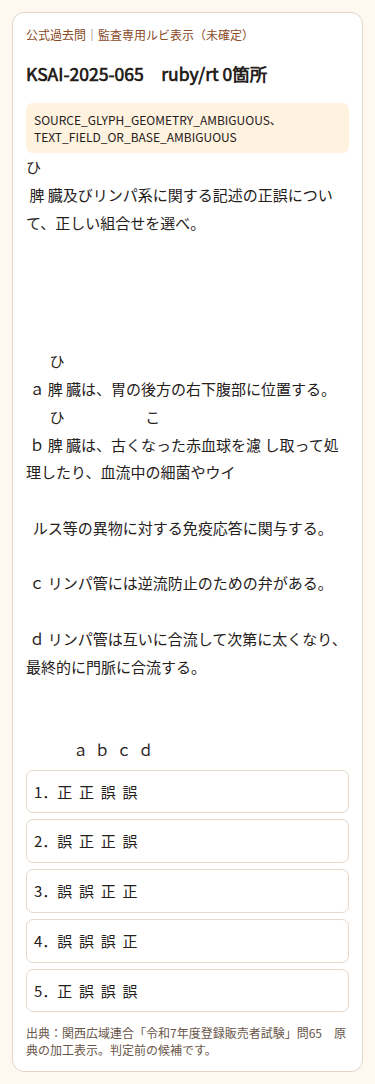 公式過去問｜監査専用ルビ表示（未確定）
KSAI-2025-065　ruby/rt 0箇所
SOURCE_GLYPH_GEOMETRY_AMBIGUOUS、
TEXT_FIELD_OR_BASE_AMBIGUOUS
ひ
脾 臓及びリンパ系に関する記述の正誤につい
て、正しい組合せを選べ。
ひ
ａ 脾 臓は、胃の後方の右下腹部に位置する。
ひ　　　　　　こ
ｂ 脾 臓は、古くなった赤血球を濾 し取って処
理したり、血流中の細菌やウイ
ルス等の異物に対する免疫応答に関与する。
ｃ リンパ管には逆流防止のための弁がある。
ｄ リンパ管は互いに合流して次第に太くなり、
最終的に門脈に合流する。
ａ ｂ ｃ ｄ
1. 正 正 誤 誤
2. 誤 正 正 誤
3. 誤 誤 正 正
4. 誤 誤 誤 正
5. 正 誤 誤 誤
出典：関西広域連合「令和7年度登録販売者試験」問65　原
典の加工表示。判定前の候補です。